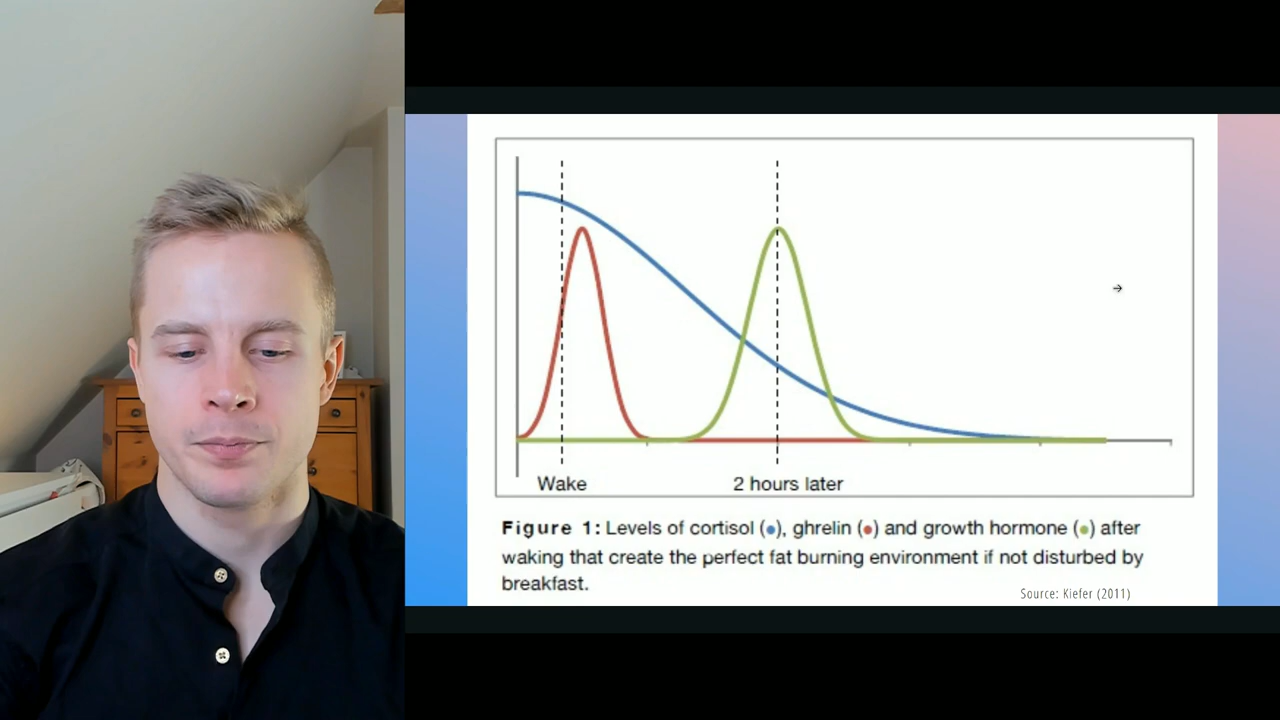 Wake
2 hours later
Figure 1: Levels of cortisol (●), ghrelin (●) and growth hormone (●) after
waking that create the perfect fat burning environment if not disturbed by
breakfast.
Source: Kiefer (2011)